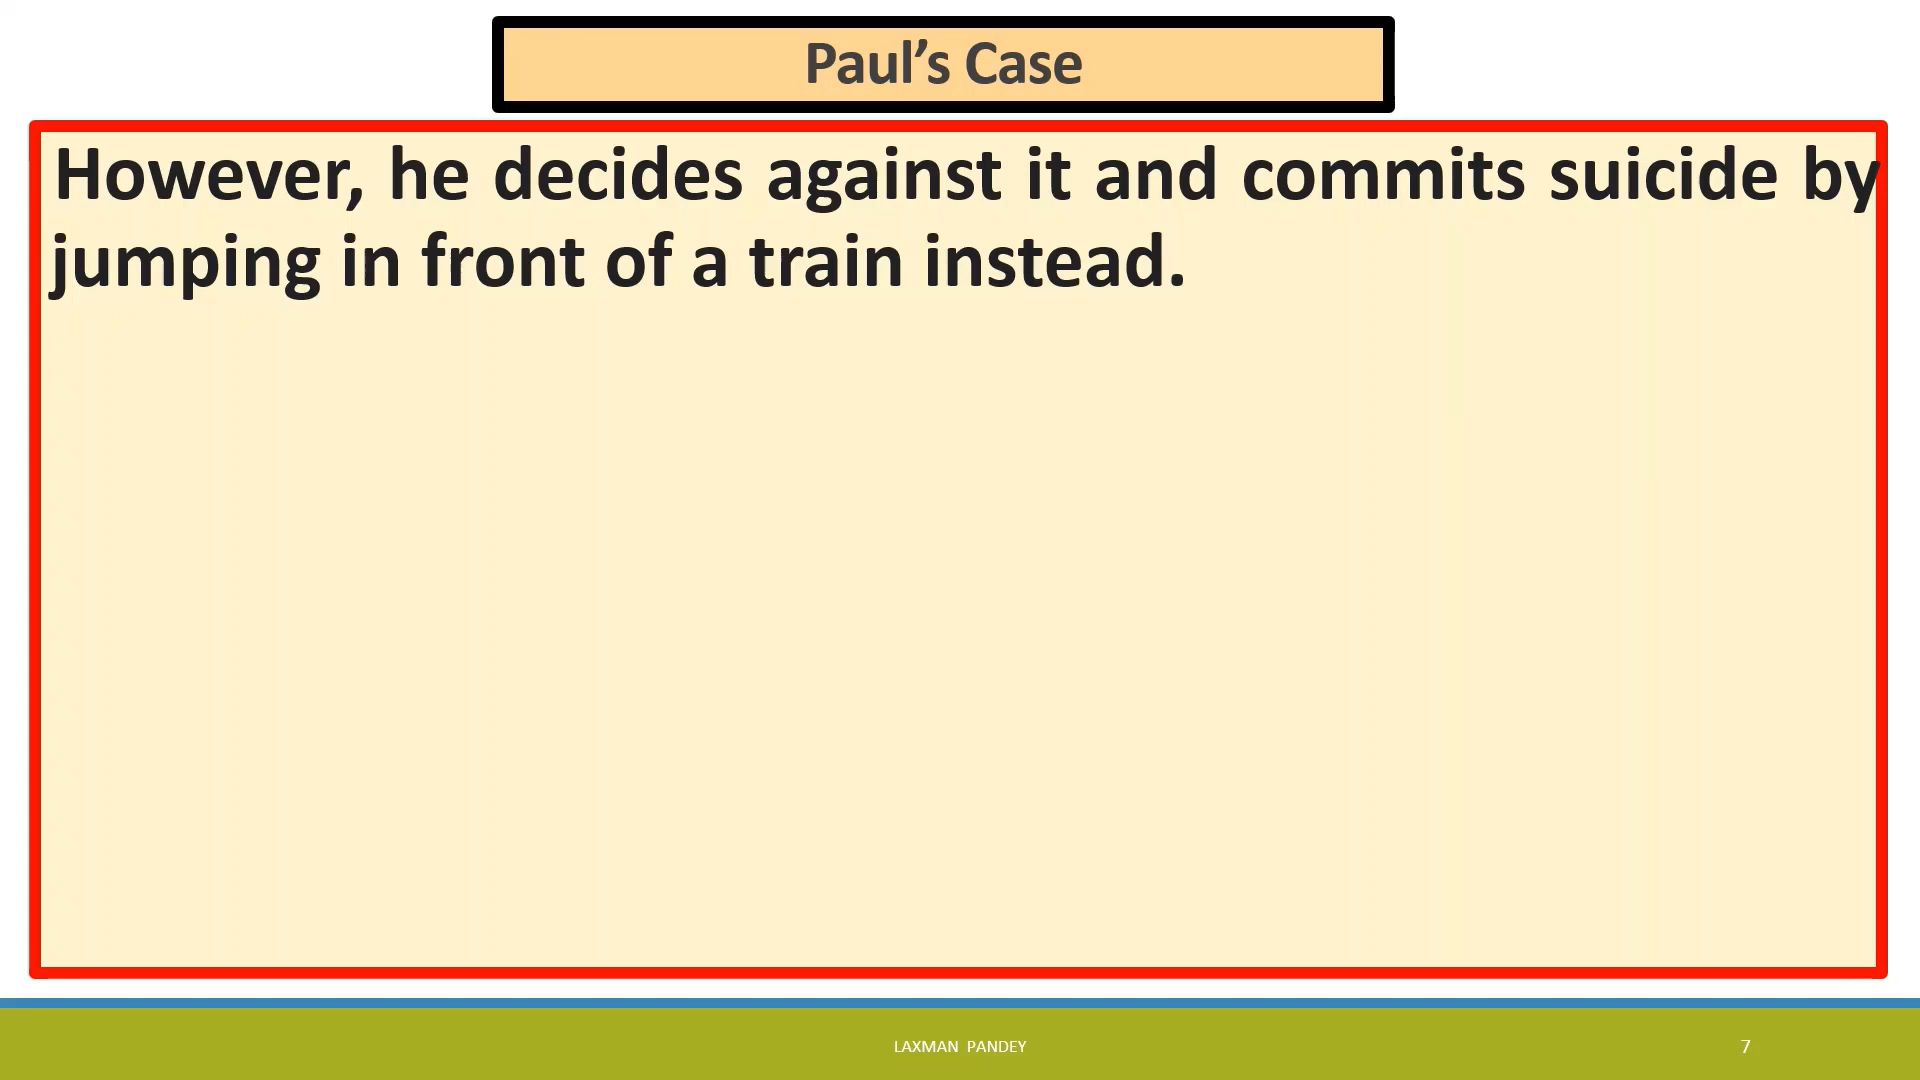 Paul’s Case
However, he decides against it and commits suicide by
jumping in front of a train instead.
LAXMAN PANDEY
7